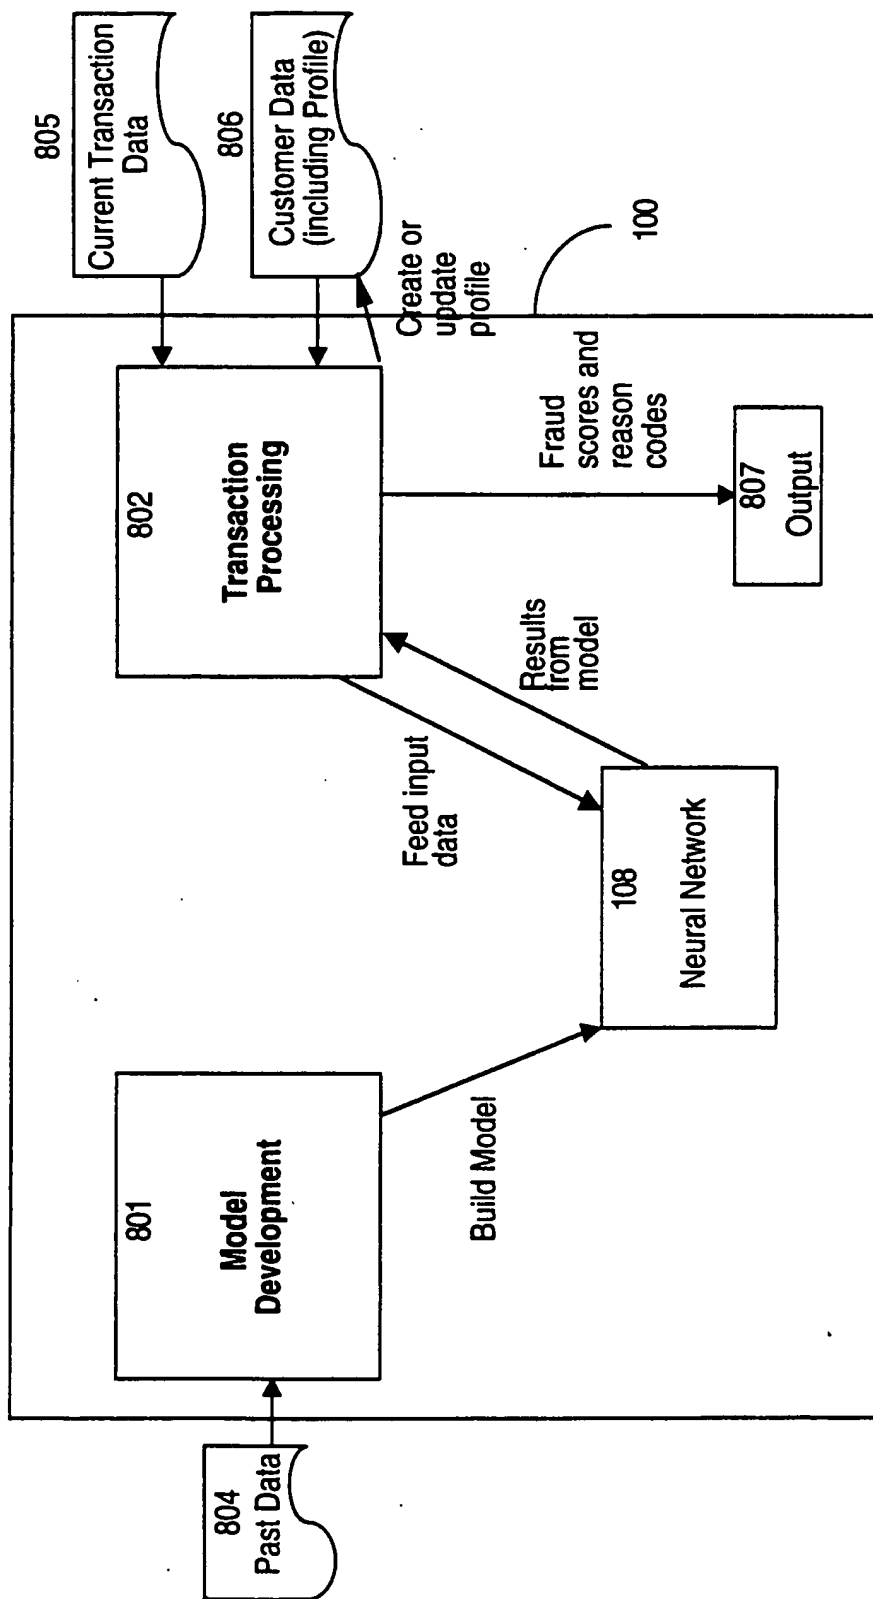 804
Past Data
801
Model
Development
Build Model
108
Neural Network
Feed input
data
Results
from
model
802
Transaction
Processing
Fraud
scores and
reason
codes
807
Output
Create or
update
profile
805
Current Transaction
Data
806
Customer Data
(including Profile)
100